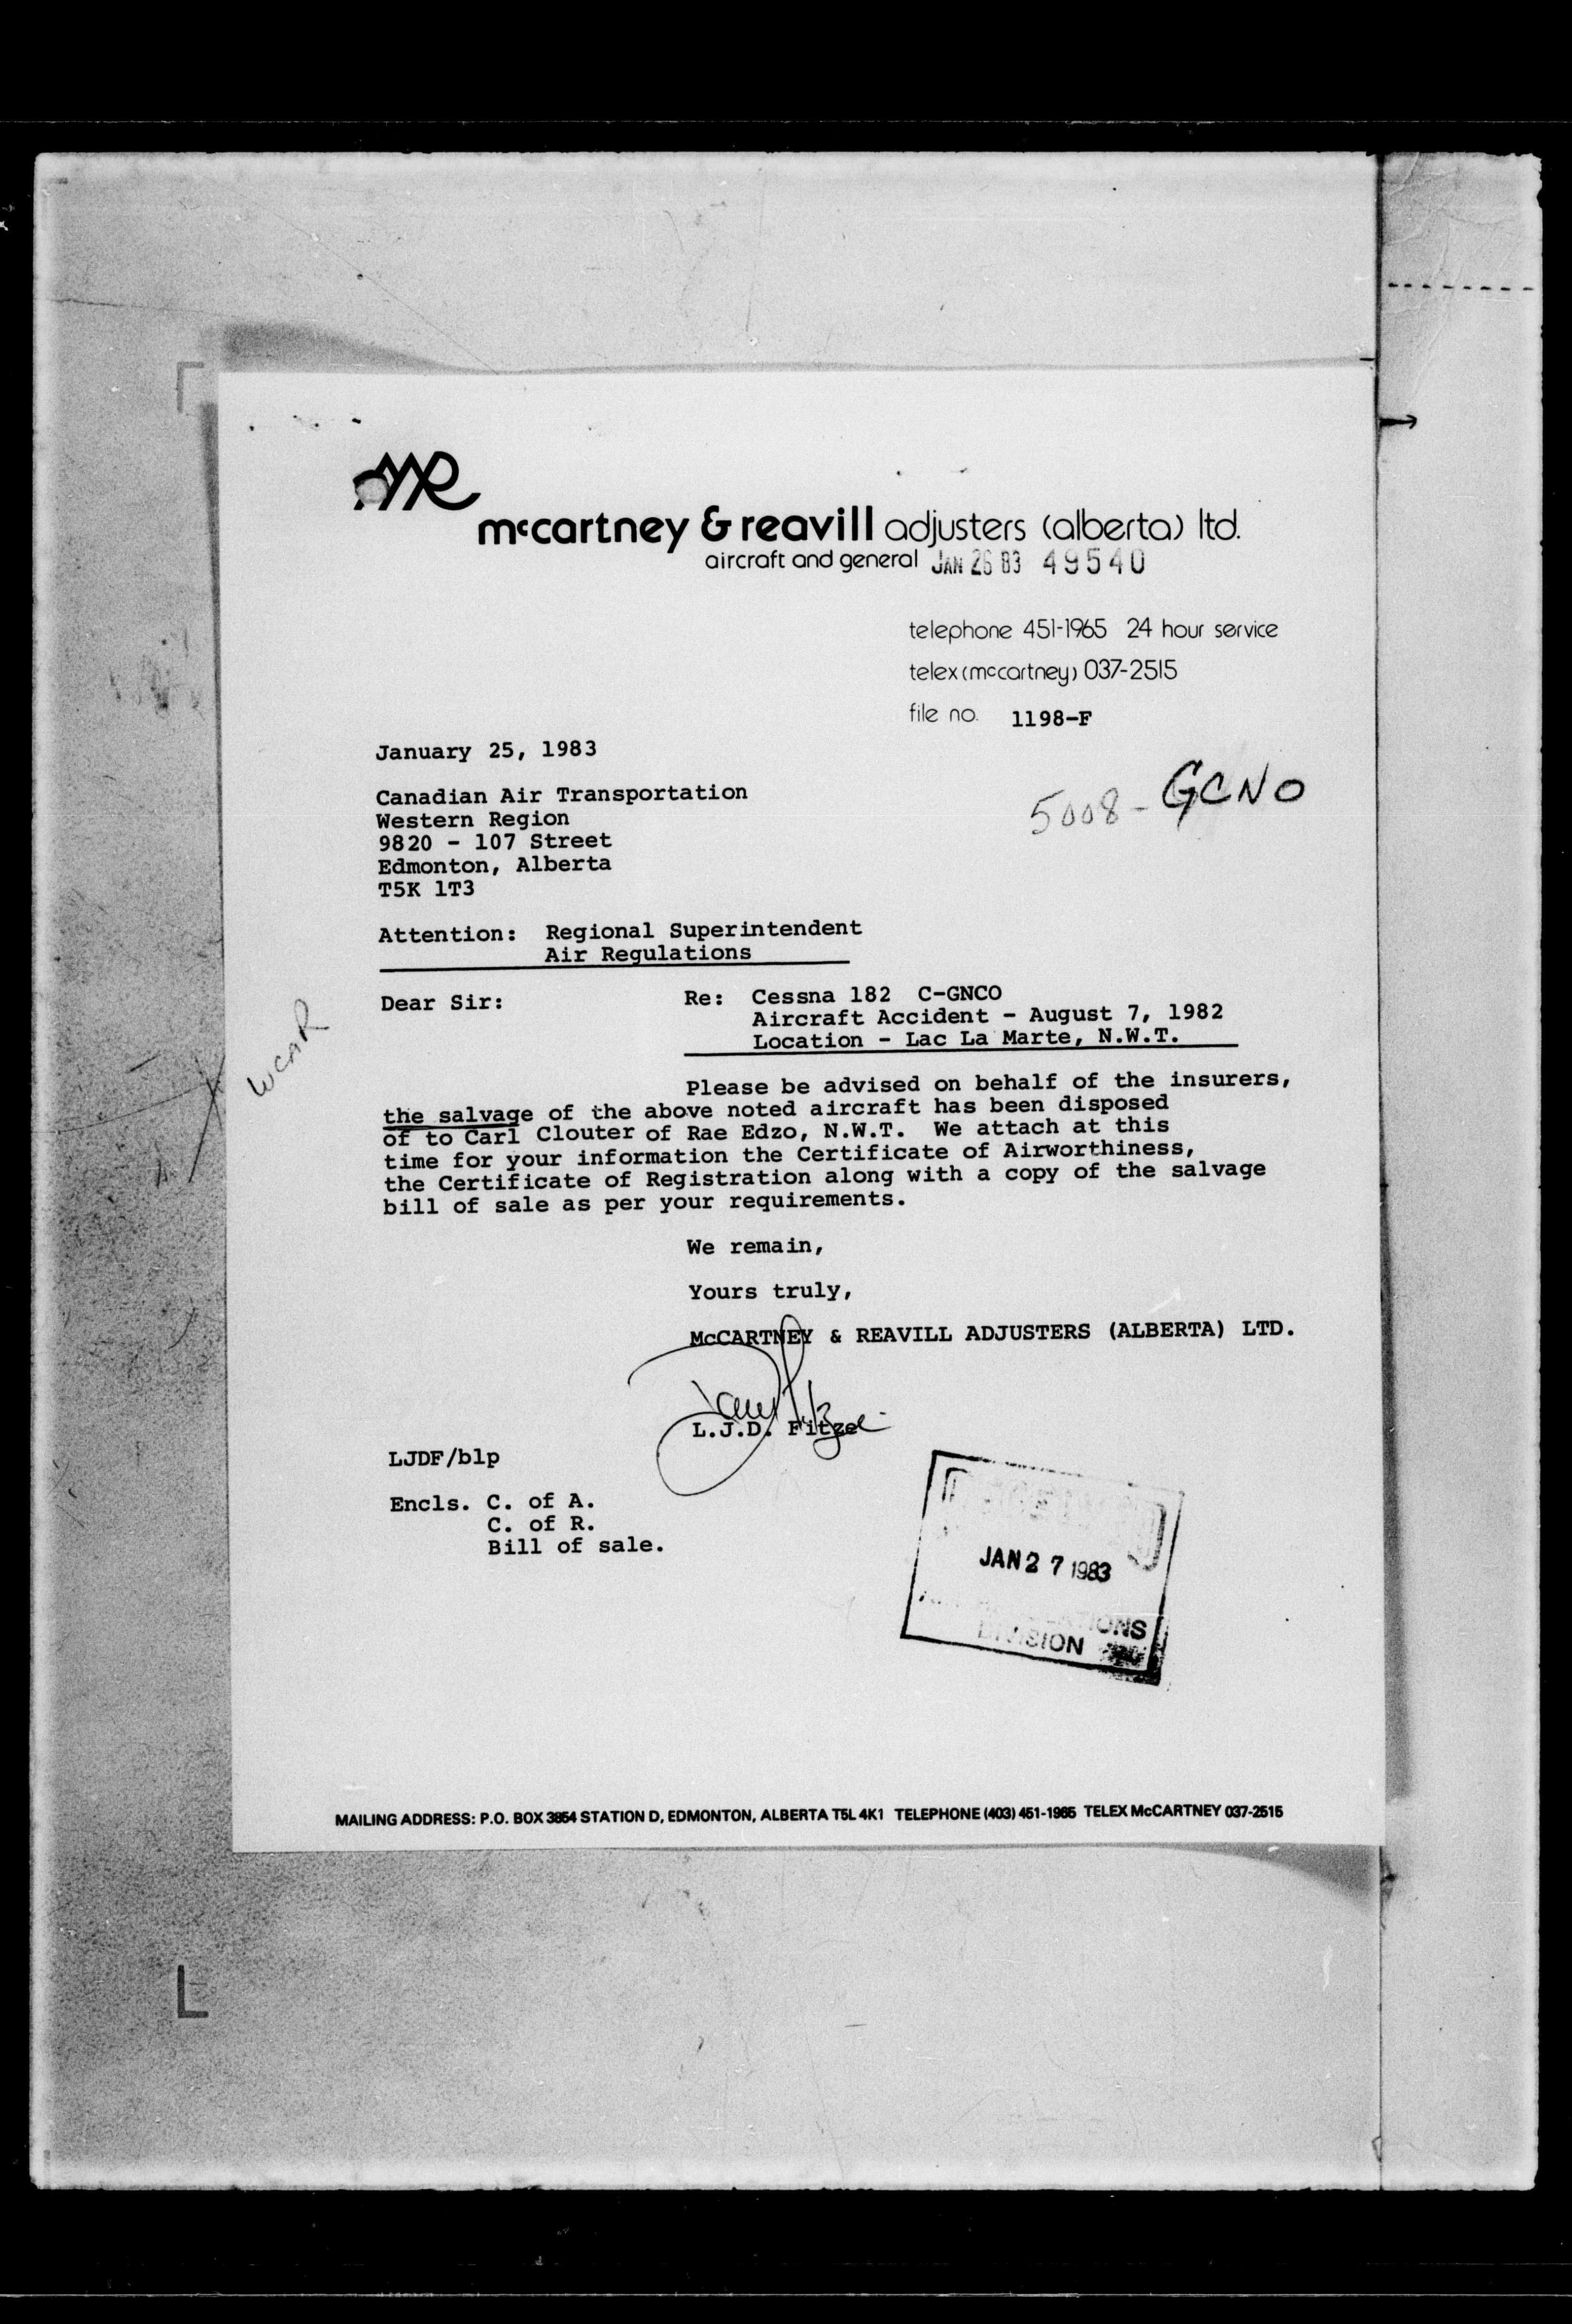 MR
mccartney & reavill adjusters (alberta) ltd.
aircraft and general JAN 26 83 49540
telephone 451-1965 24 hour service
telex (mccartney) 037-2515
file no. 1198-F
January 25, 1983
5008-GCNO
Canadian Air Transportation
Western Region
9820 - 107 Street
Edmonton, Alberta
T5K 1T3
Attention: Regional Superintendent
Air Regulations
Dear Sir:
Re: Cessna 182 C-GNCO
Aircraft Accident - August 7, 1982
Location - Lac La Marte, N.W.T.
WCAR
Please be advised on behalf of the insurers,
the salvage of the above noted aircraft has been disposed
of to Carl Clouter of Rae Edzo, N.W.T. We attach at this
time for your information the Certificate of Airworthiness,
the Certificate of Registration along with a copy of the salvage
bill of sale as per your requirements.
We remain,
Yours truly,
McCARTNEY & REAVILL ADJUSTERS (ALBERTA) LTD.
L.J.D. Fitzel
LJDF/blp
Encls. C. of A.
C. of R.
Bill of sale.
JAN 27 1983
DIVISION
MAILING ADDRESS: P.O. BOX 3854 STATION D, EDMONTON, ALBERTA T5L 4K1 TELEPHONE (403) 451-1965 TELEX McCARTNEY 037-2515